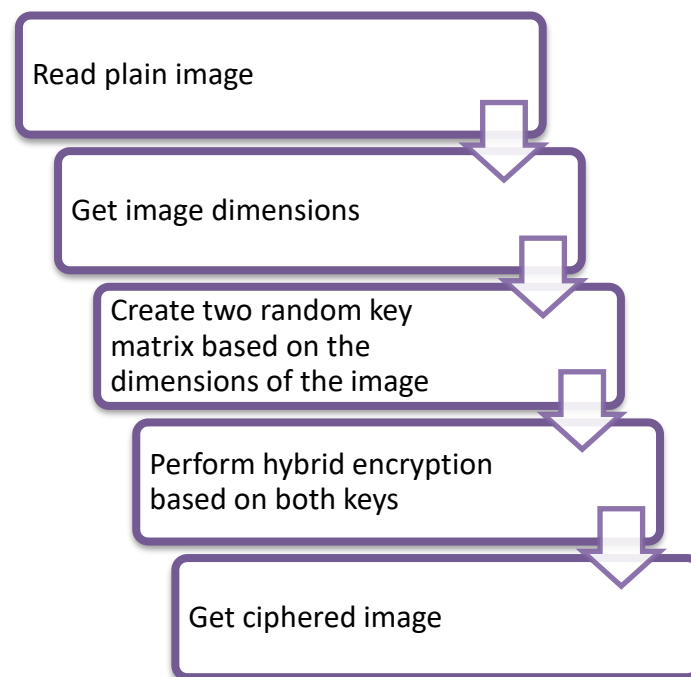 Read plain image
Get image dimensions
Create two random key
matrix based on the
dimensions of the image
Perform hybrid encryption
based on both keys
Get ciphered image